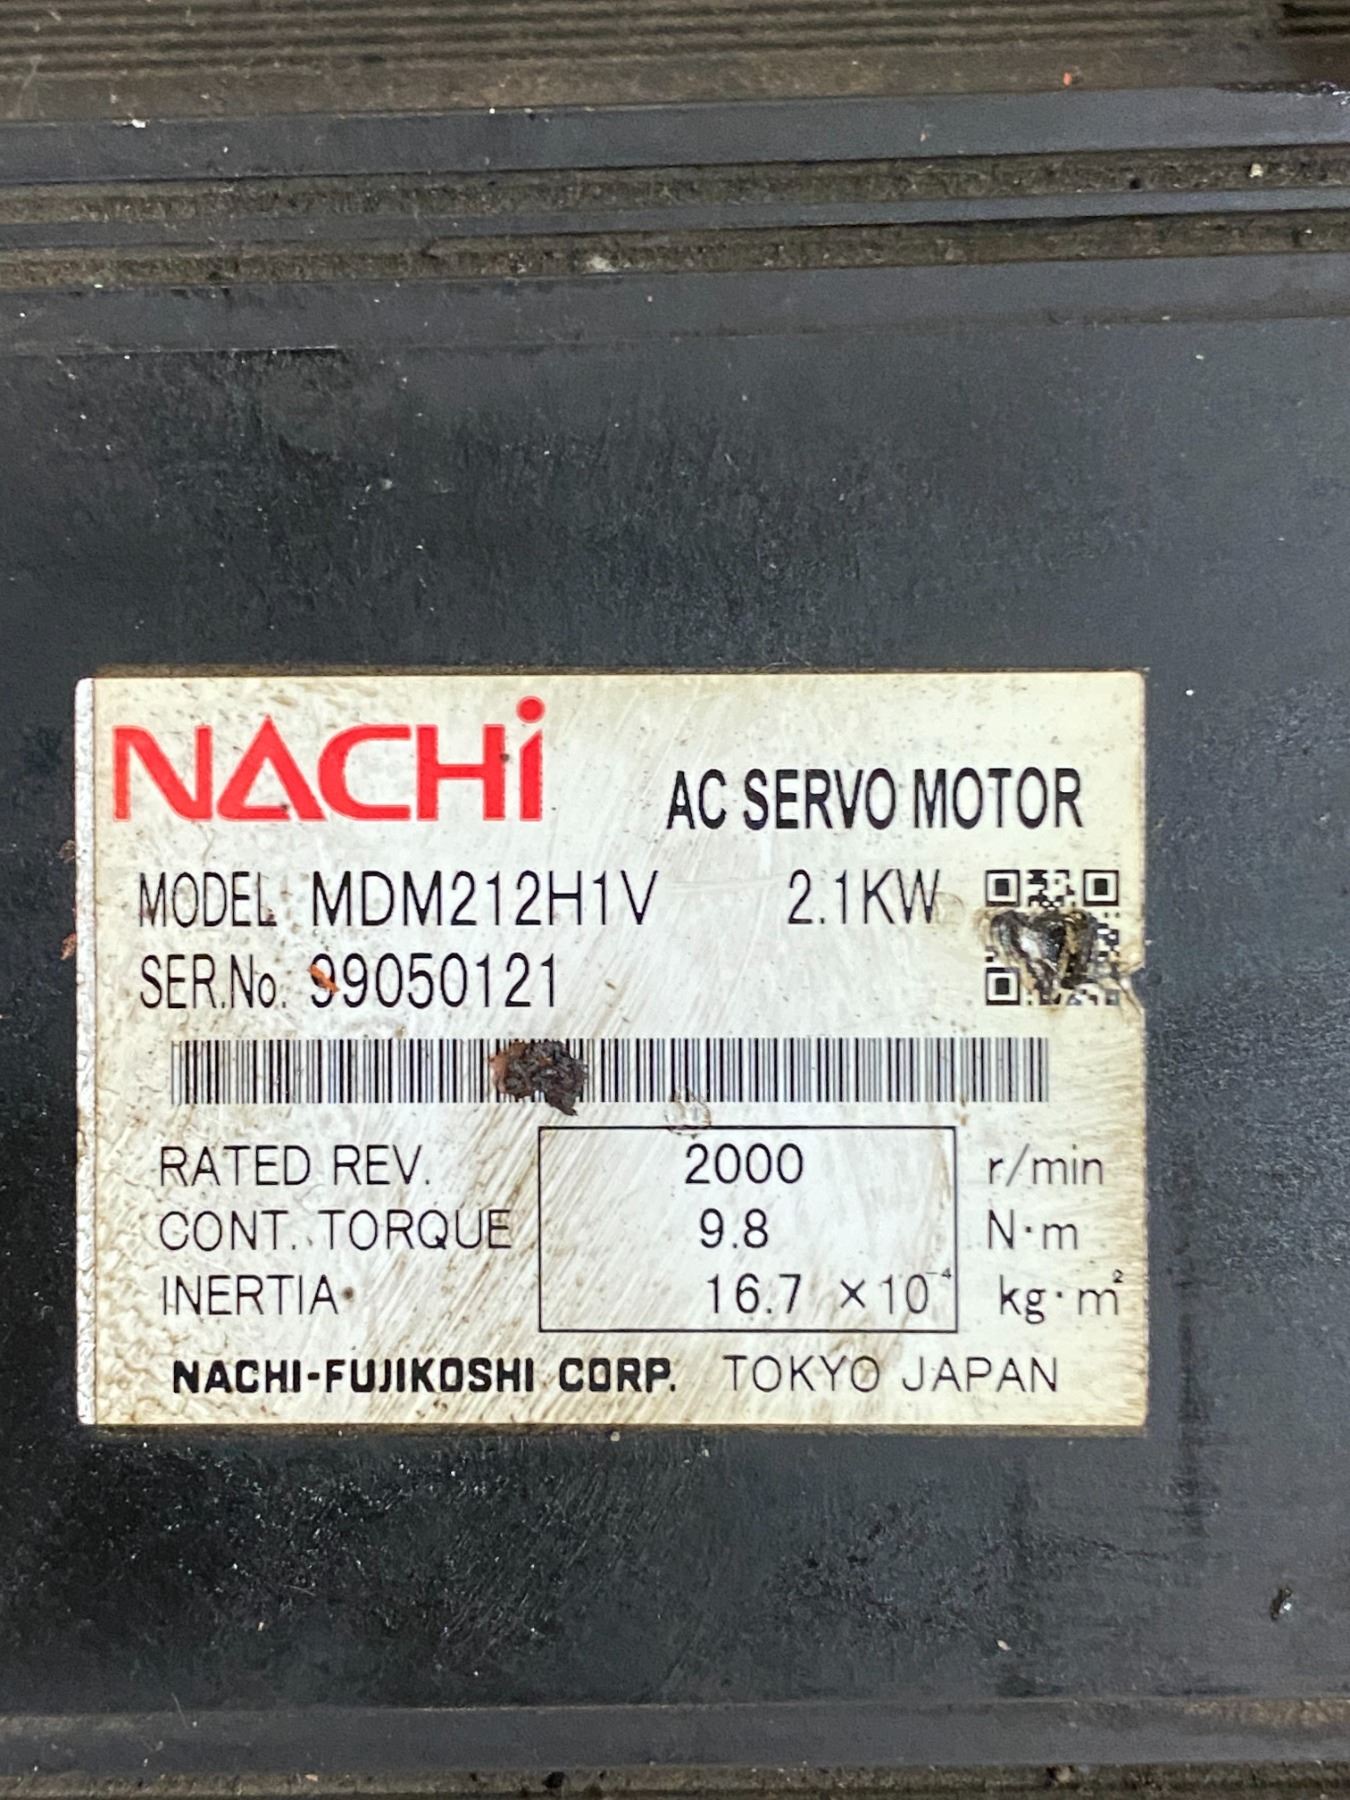 NACHi
AC SERVO MOTOR
MODEL MDM212H1V 2.1KW
SER.No. 99050121
RATED REV. 2000 r/min
CONT. TORQUE 9.8 N·m
INERTIA 16.7 ×10⁻⁴ kg·m²
NACHI-FUJIKOSHI CORP. TOKYO JAPAN